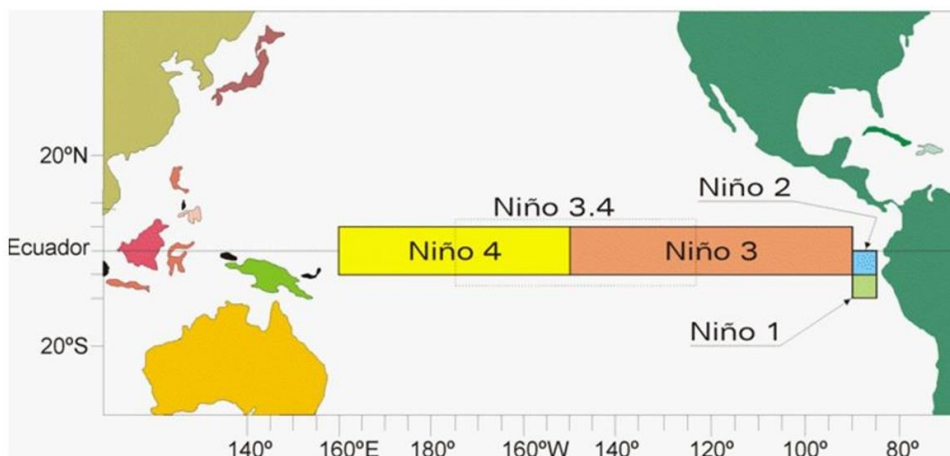 20ºN
Niño 2
Niño 3.4
Ecuador
Niño 4
Niño 3
Niño 1
20ºS
140º 160ºE 180º 160ºW 140º 120º 100º 80º